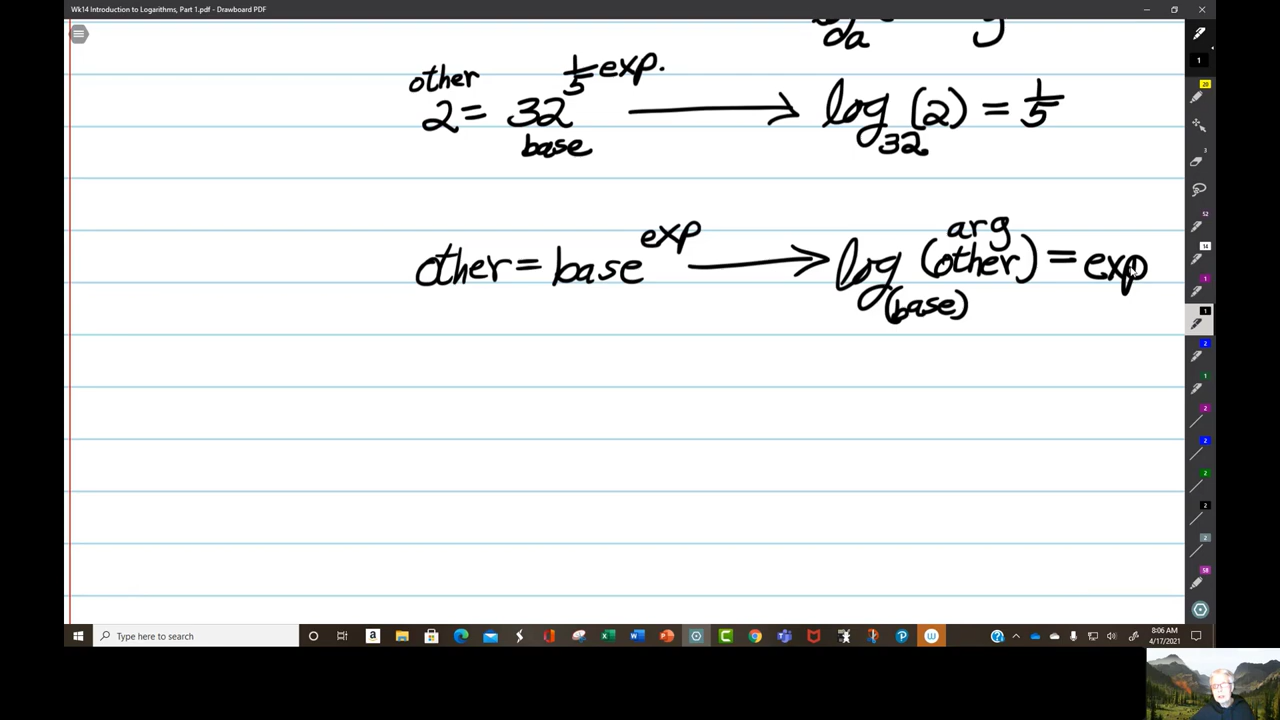 Wk14 Introduction to Logarithms, Part 1.pdf - Drawboard PDF
other 1/5 exp.
2 = 32 → log₃₂ (2) = 1/5
base
exp arg
other = base → log (other) = exp
(base)
Type here to search
8:06 AM
4/17/2021